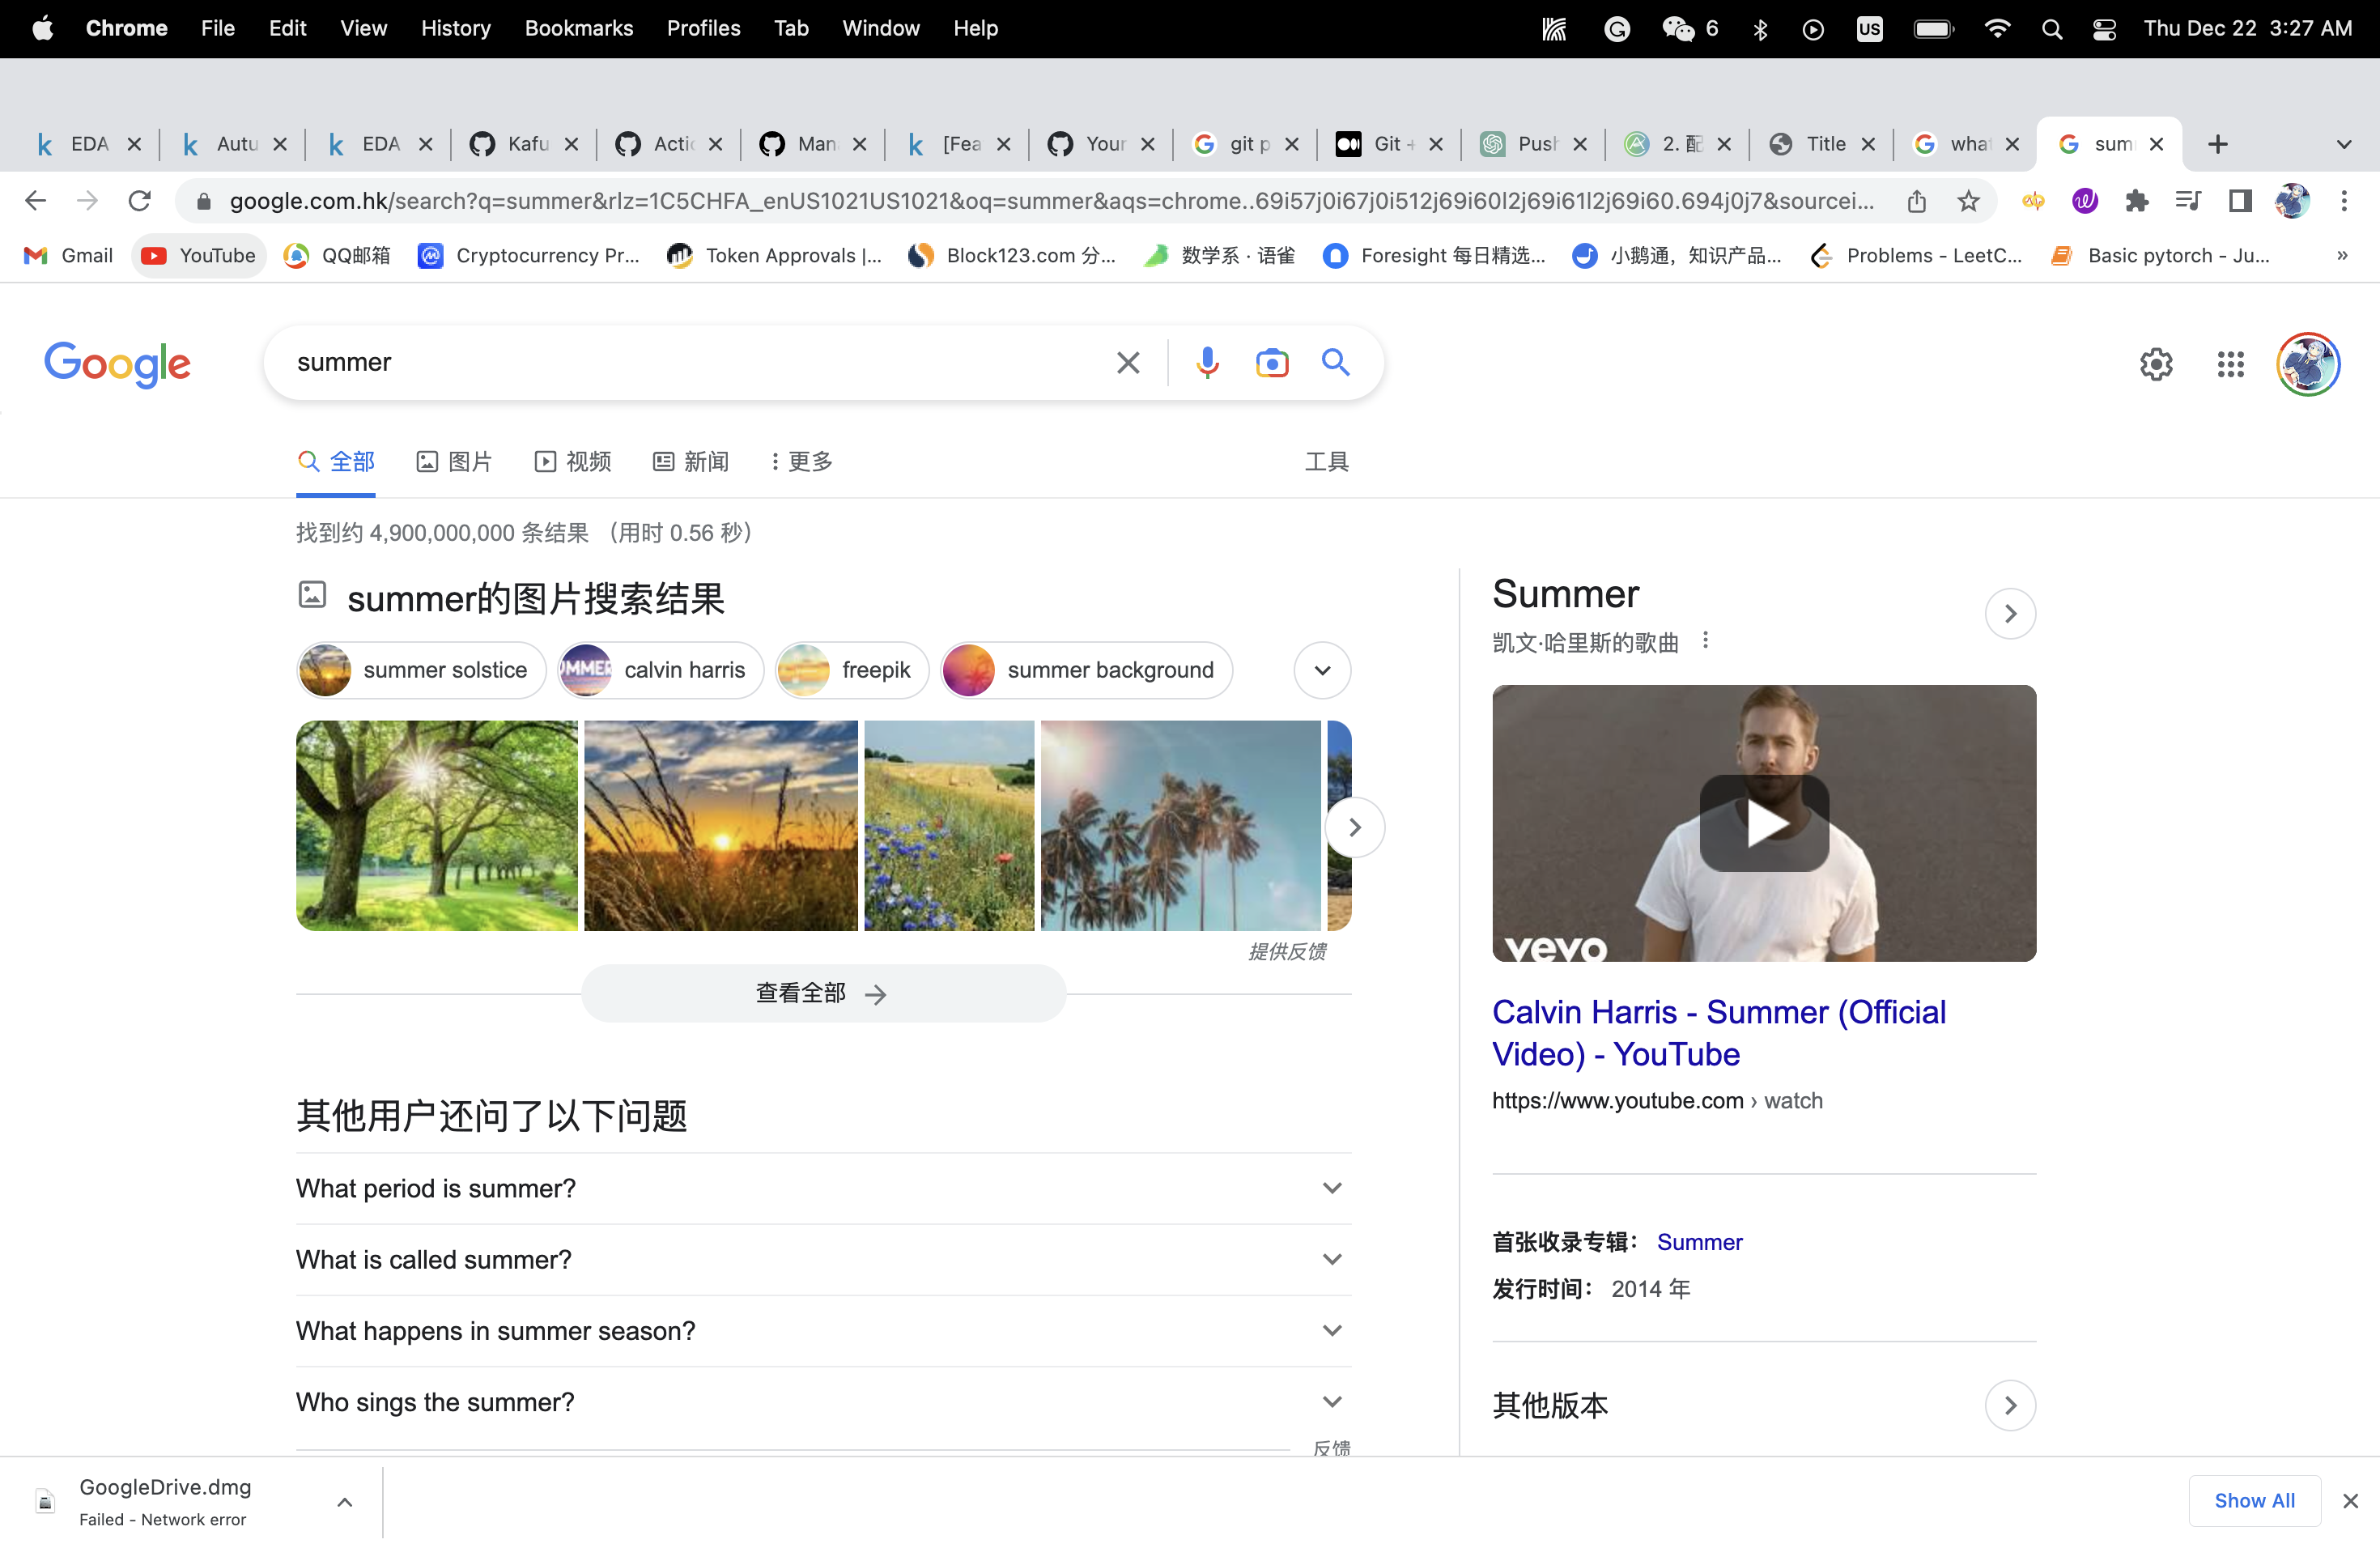 Chrome File Edit View History Bookmarks Profiles Tab Window Help 6 US Thu Dec 22 3:27 AM
EDA Autu EDA Kafu Acti Man [Fea Your git p Git + Push 2. 配 Title what sum
google.com.hk/search?q=summer&rlz=1C5CHFA_enUS1021US1021&oq=summer&aqs=chrome..69i57j0i67j0i512j69i60l2j69i61l2j69i60.694j0j7&sourcei...
Gmail YouTube QQ邮箱 Cryptocurrency Pr... Token Approvals |... Block123.com 分... 数学系 · 语雀 Foresight 每日精选... 小鹅通，知识产品... Problems - LeetC... Basic pytorch - Ju... »
Google summer
全部 图片 视频 新闻 更多 工具
找到约 4,900,000,000 条结果 （用时 0.56 秒）
summer的图片搜索结果
summer solstice calvin harris freepik summer background
提供反馈
查看全部
其他用户还问了以下问题
What period is summer?
What is called summer?
What happens in summer season?
Who sings the summer?
反馈
Summer
凯文·哈里斯的歌曲
vevo
Calvin Harris - Summer (Official
Video) - YouTube
https://www.youtube.com › watch
首张收录专辑： Summer
发行时间： 2014 年
其他版本
GoogleDrive.dmg
Failed - Network error
Show All